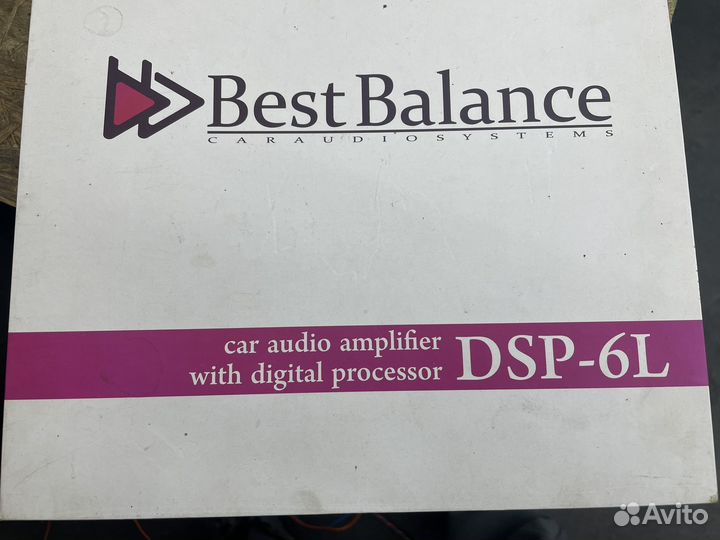 Best Balance
CARAUDIOSYSTEMS
car audio amplifier
with digital processor
DSP-6L
Avito